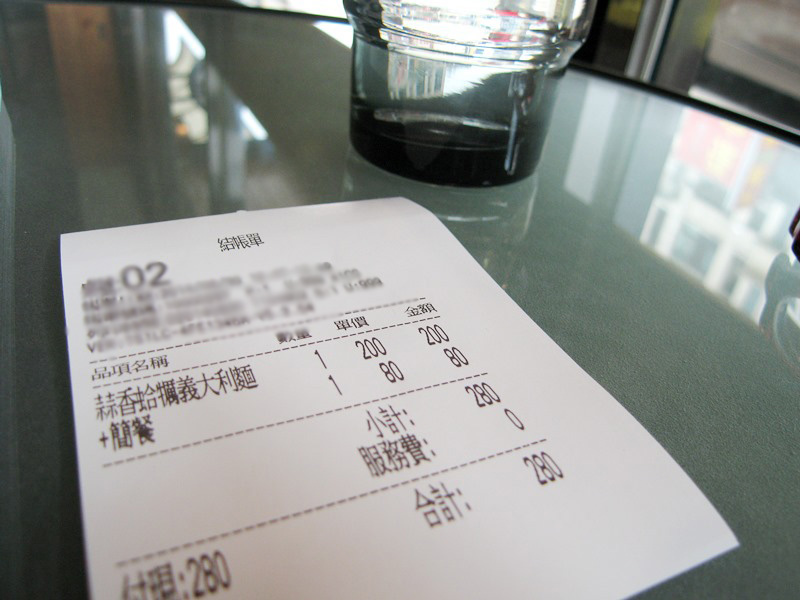 結帳單
02
品項名稱 數量 單價 金額
蒜香蛤蠣義大利麵 1 200 200
+簡餐 1 80 80
小計: 280
服務費: 0
合計: 280
付現:280